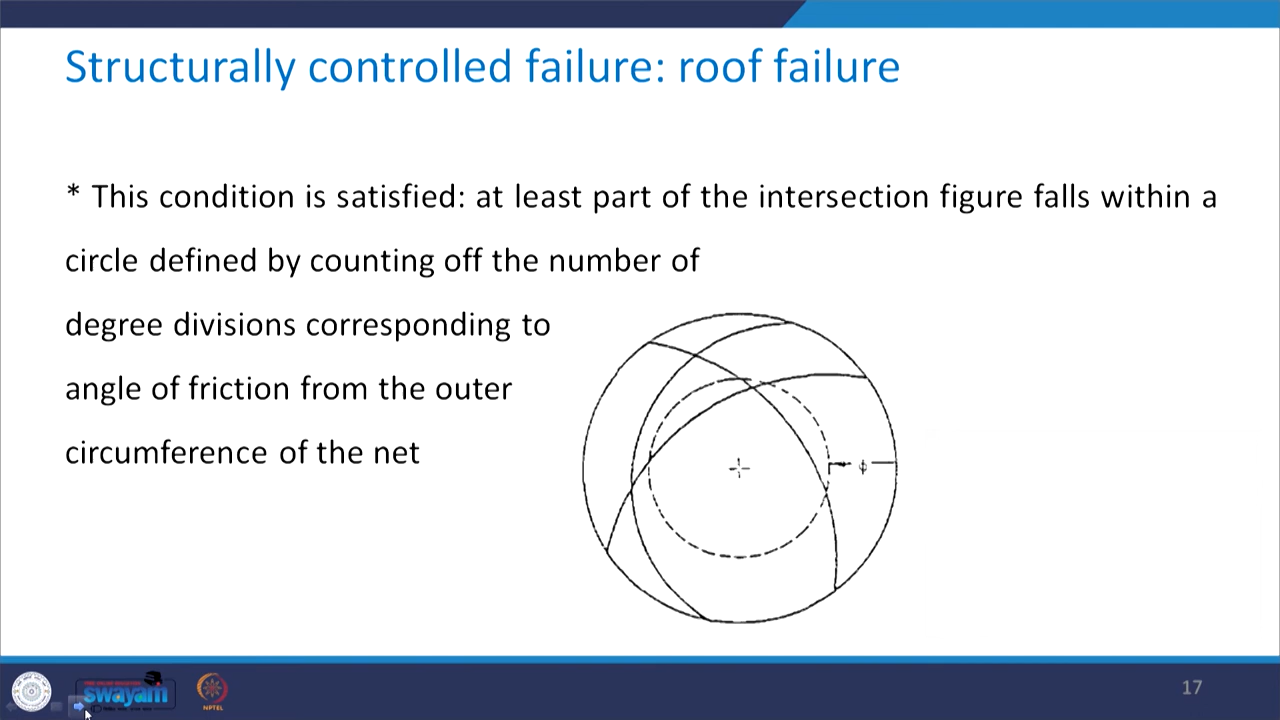 Structurally controlled failure: roof failure
* This condition is satisfied: at least part of the intersection figure falls within a
circle defined by counting off the number of
degree divisions corresponding to
angle of friction from the outer
circumference of the net
ϕ
swayam
NPTEL
17